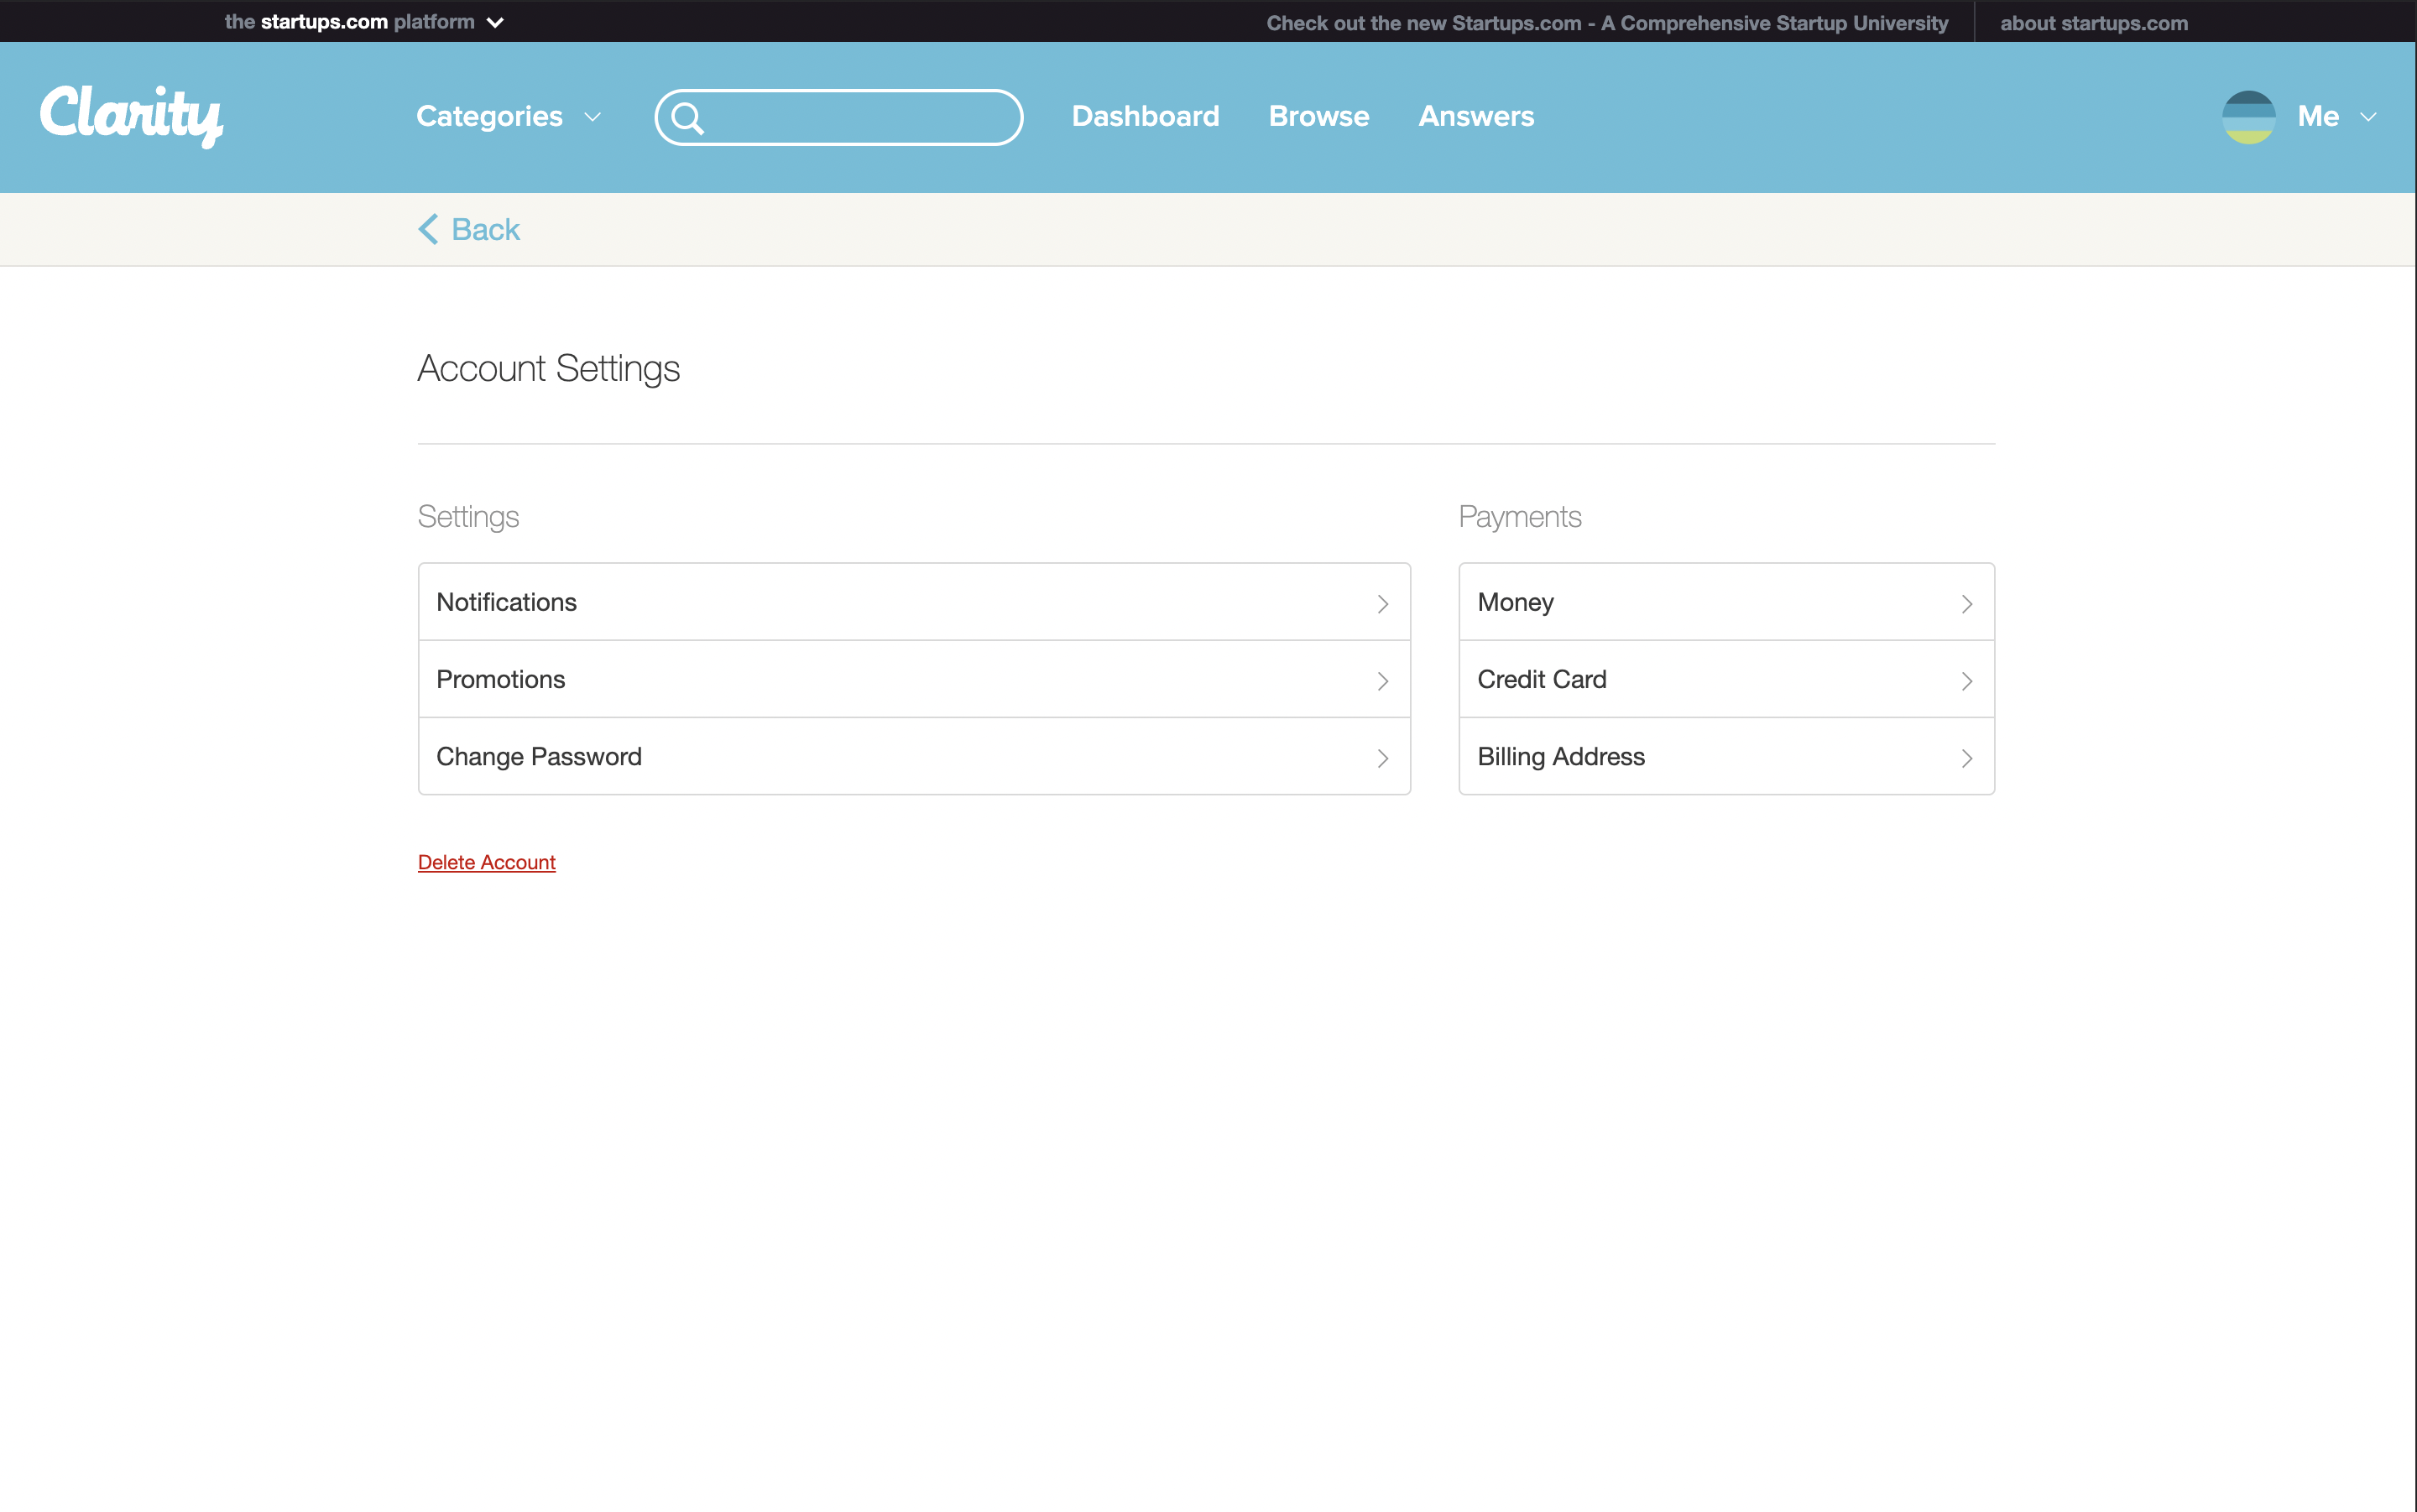 the startups.com platform
Check out the new Startups.com - A Comprehensive Startup University
about startups.com
Clarity
Categories
Dashboard
Browse
Answers
Me
Back
Account Settings
Settings
Notifications
Promotions
Change Password
Delete Account
Payments
Money
Credit Card
Billing Address